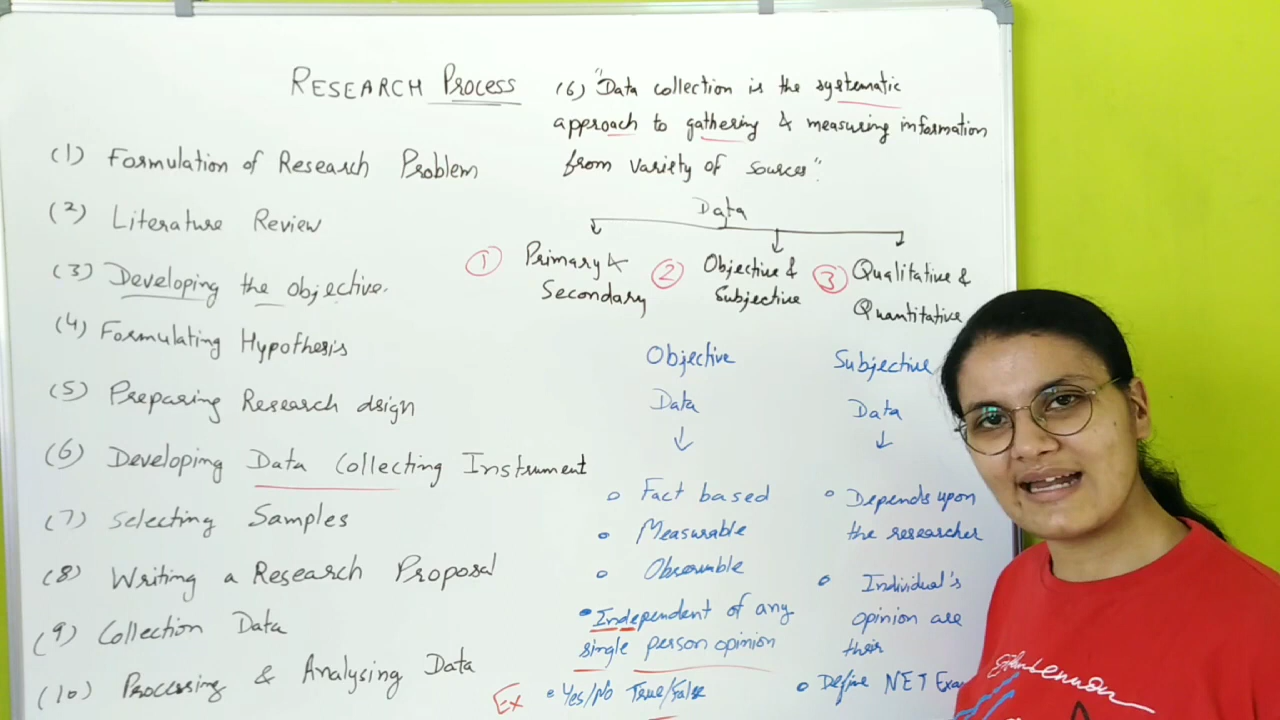 RESEARCH Process
(1) Formulation of Research Problem
(2) Literature Review
(3) Developing the objective.
(4) Formulating Hypothesis
(5) Preparing Research dsign
(6) Developing Data Collecting Instrument
(7) Selecting Samples
(8) Writing a Research Proposal
(9) Collection Data
(10) Processing & Analysing Data
(6) "Data collection is the systematic
approach to gathering & measuring information
from variety of sources".
Data
1 Primary &
Secondary
2 Objective &
Subjective
3 Qualitative &
Quantitative
Objective
Data
Fact based
Measurable
Observable
Independent of any
single person opinion
Ex Yes/No True/False
Subjective
Data
Depends upon
the researcher
Individual's
opinion are
their
Define NET Exam
John Lennon